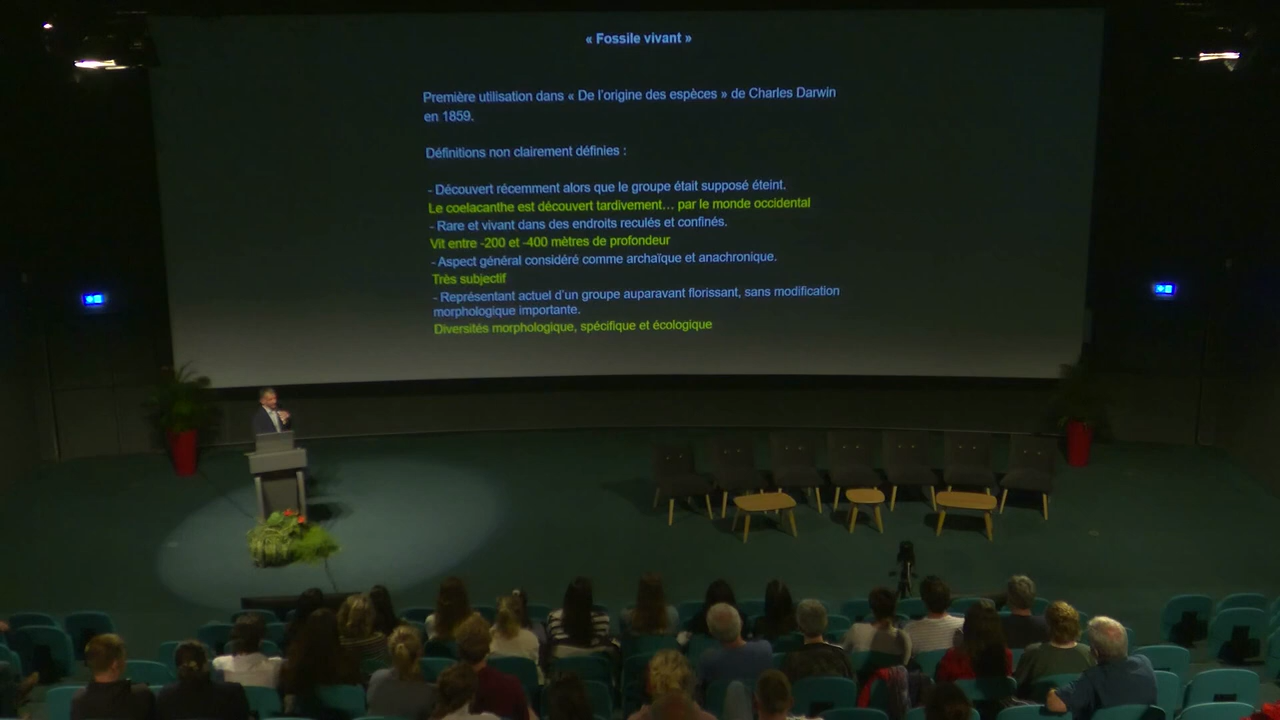 « Fossile vivant »
Première utilisation dans « De l'origine des espèces » de Charles Darwin
en 1859.
Définitions non clairement définies :
- Découvert récemment alors que le groupe était supposé éteint.
Le coelacanthe est découvert tardivement… par le monde occidental
- Rare et vivant dans des endroits reculés et confinés.
Vit entre -200 et -400 mètres de profondeur
- Aspect général considéré comme archaïque et anachronique.
Très subjectif
- Représentant actuel d'un groupe auparavant florissant, sans modification
morphologique importante.
Diversités morphologique, spécifique et écologique